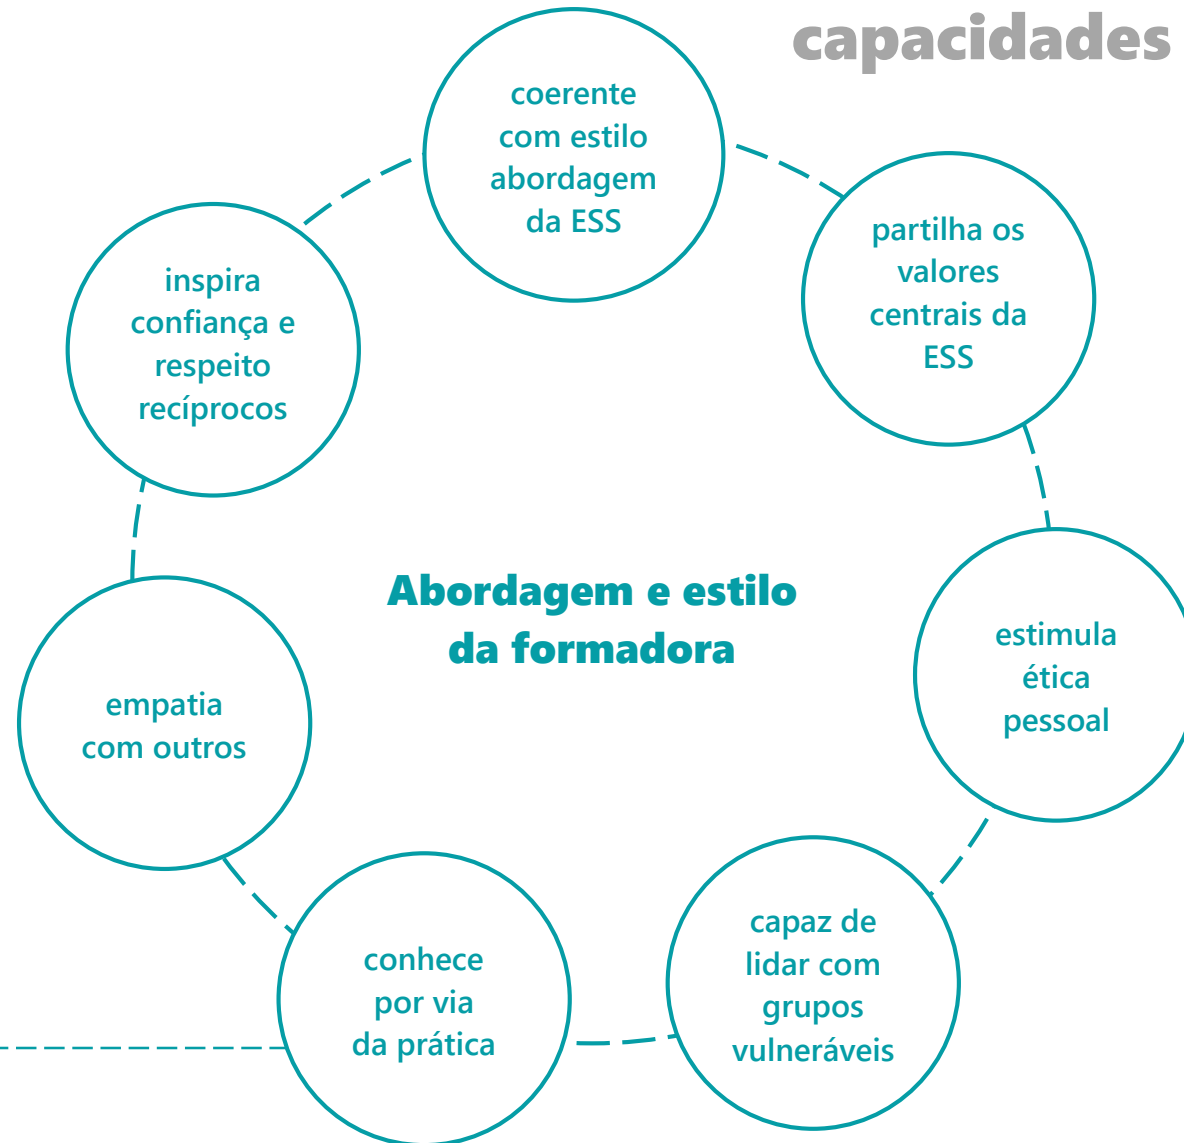 capacidades
coerente
com estilo
abordagem
da ESS
partilha os
valores
centrais da
ESS
inspira
confiança e
respeito
recíprocos
Abordagem e estilo
da formadora
estimula
ética
pessoal
empatia
com outros
capaz de
lidar com
grupos
vulneráveis
conhece
por via
da prática